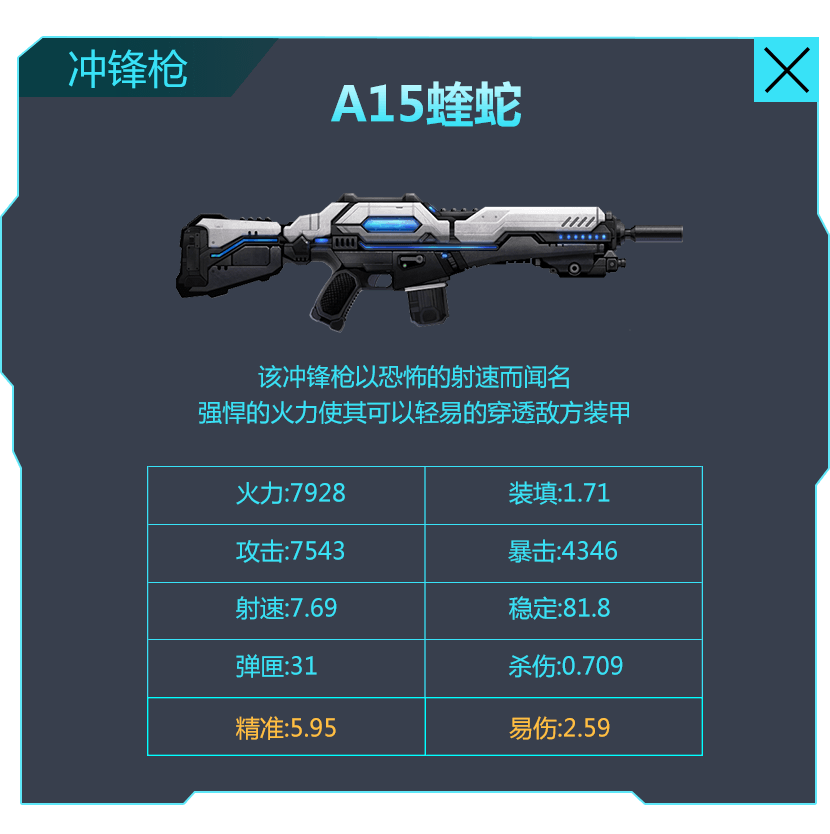 冲锋枪
A15蝰蛇
该冲锋枪以恐怖的射速而闻名
强悍的火力使其可以轻易的穿透敌方装甲
火力:7928
装填:1.71
攻击:7543
暴击:4346
射速:7.69
稳定:81.8
弹匣:31
杀伤:0.709
精准:5.95
易伤:2.59